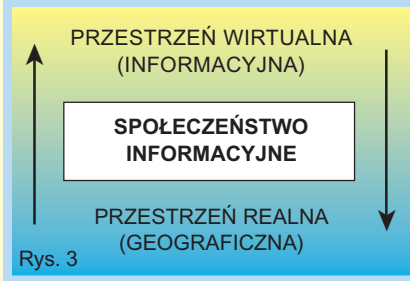 PRZESTRZEŃ WIRTUALNA
(INFORMACYJNA)
SPOŁECZEŃSTWO
INFORMACYJNE
PRZESTRZEŃ REALNA
(GEOGRAFICZNA)
Rys. 3